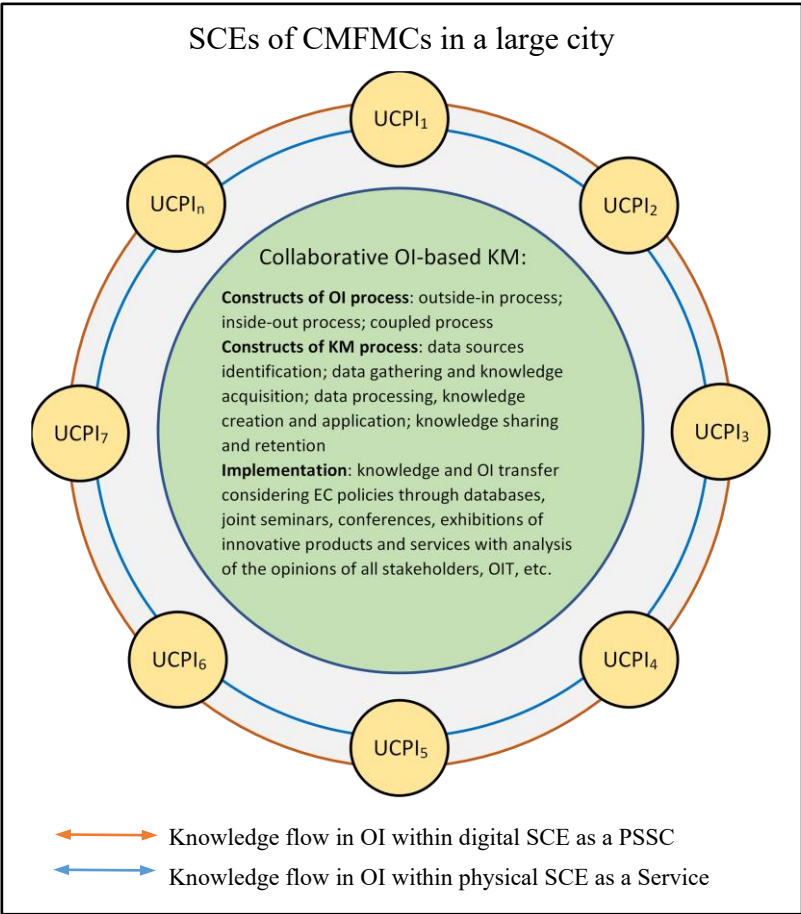 SCEs of CMFMCs in a large city
UCPI₁
UCPIₙ
UCPI₂
Collaborative OI-based KM:
Constructs of OI process: outside-in process;
inside-out process; coupled process
Constructs of KM process: data sources
identification; data gathering and knowledge
acquisition; data processing, knowledge
creation and application; knowledge sharing
and retention
Implementation: knowledge and OI transfer
considering EC policies through databases,
joint seminars, conferences, exhibitions of
innovative products and services with analysis
of the opinions of all stakeholders, OIT, etc.
UCPI₇
UCPI₃
UCPI₆
UCPI₄
UCPI₅
Knowledge flow in OI within digital SCE as a PSSC
Knowledge flow in OI within physical SCE as a Service